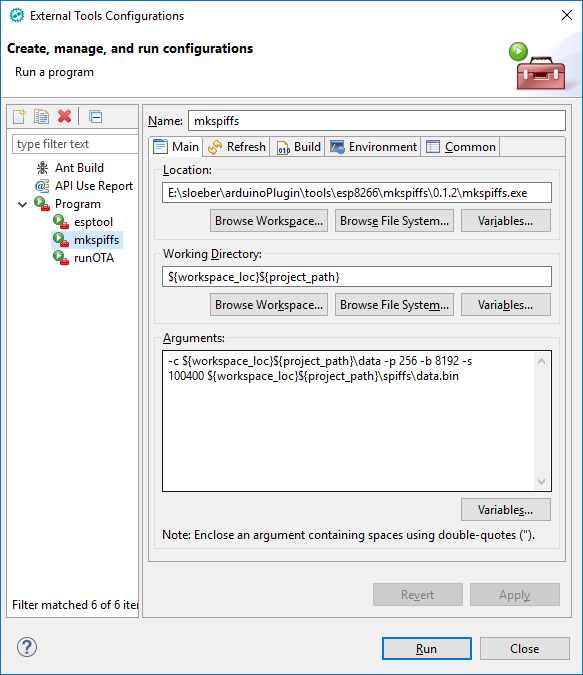 External Tools Configurations
Create, manage, and run configurations
Run a program
type filter text
Ant Build
API Use Report
Program
esptool
mkspiffs
runOTA
Filter matched 6 of 6 iter
Name: mkspiffs
Main Refresh Build Environment Common
Location:
E:\sloeber\arduinoPlugin\tools\esp8266\mkspiffs\0.1.2\mkspiffs.exe
Browse Workspace... Browse File System... Variables...
Working Directory:
${workspace_loc}${project_path}
Browse Workspace... Browse File System... Variables...
Arguments:
-c ${workspace_loc}${project_path}\data -p 256 -b 8192 -s
100400 ${workspace_loc}${project_path}\spiffs\data.bin
Variables...
Note: Enclose an argument containing spaces using double-quotes (").
Revert Apply
? Run Close